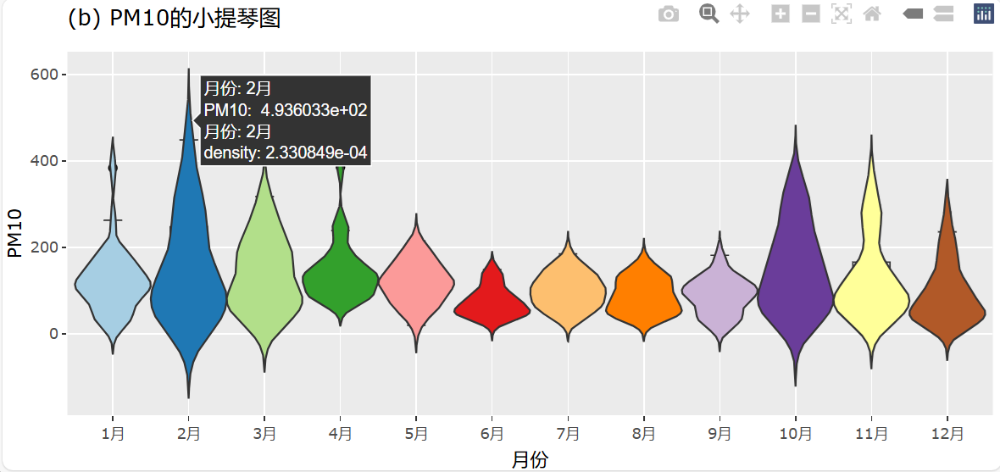 (b) PM10的小提琴图
600
400
200
0
PM10
月份: 2月
PM10:  4.936033e+02
月份: 2月
density: 2.330849e-04
1月 2月 3月 4月 5月 6月 7月 8月 9月 10月 11月 12月
月份